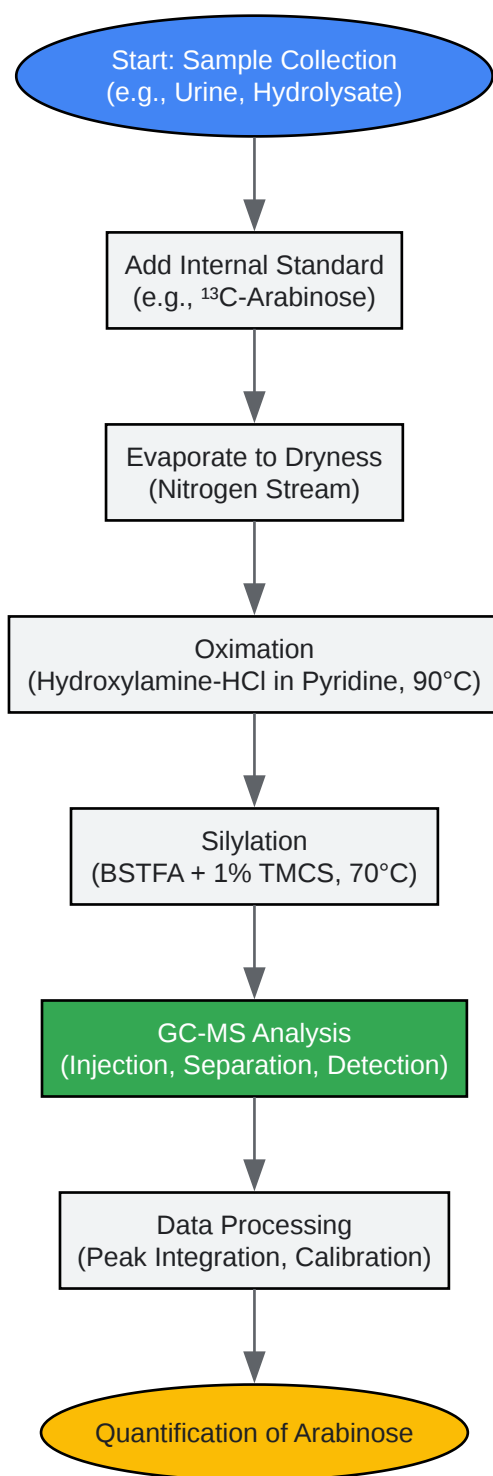 Start: Sample Collection
(e.g., Urine, Hydrolysate)
Add Internal Standard
(e.g., ¹³C-Arabinose)
Evaporate to Dryness
(Nitrogen Stream)
Oximation
(Hydroxylamine-HCl in Pyridine, 90°C)
Silylation
(BSTFA + 1% TMCS, 70°C)
GC-MS Analysis
(Injection, Separation, Detection)
Data Processing
(Peak Integration, Calibration)
Quantification of Arabinose